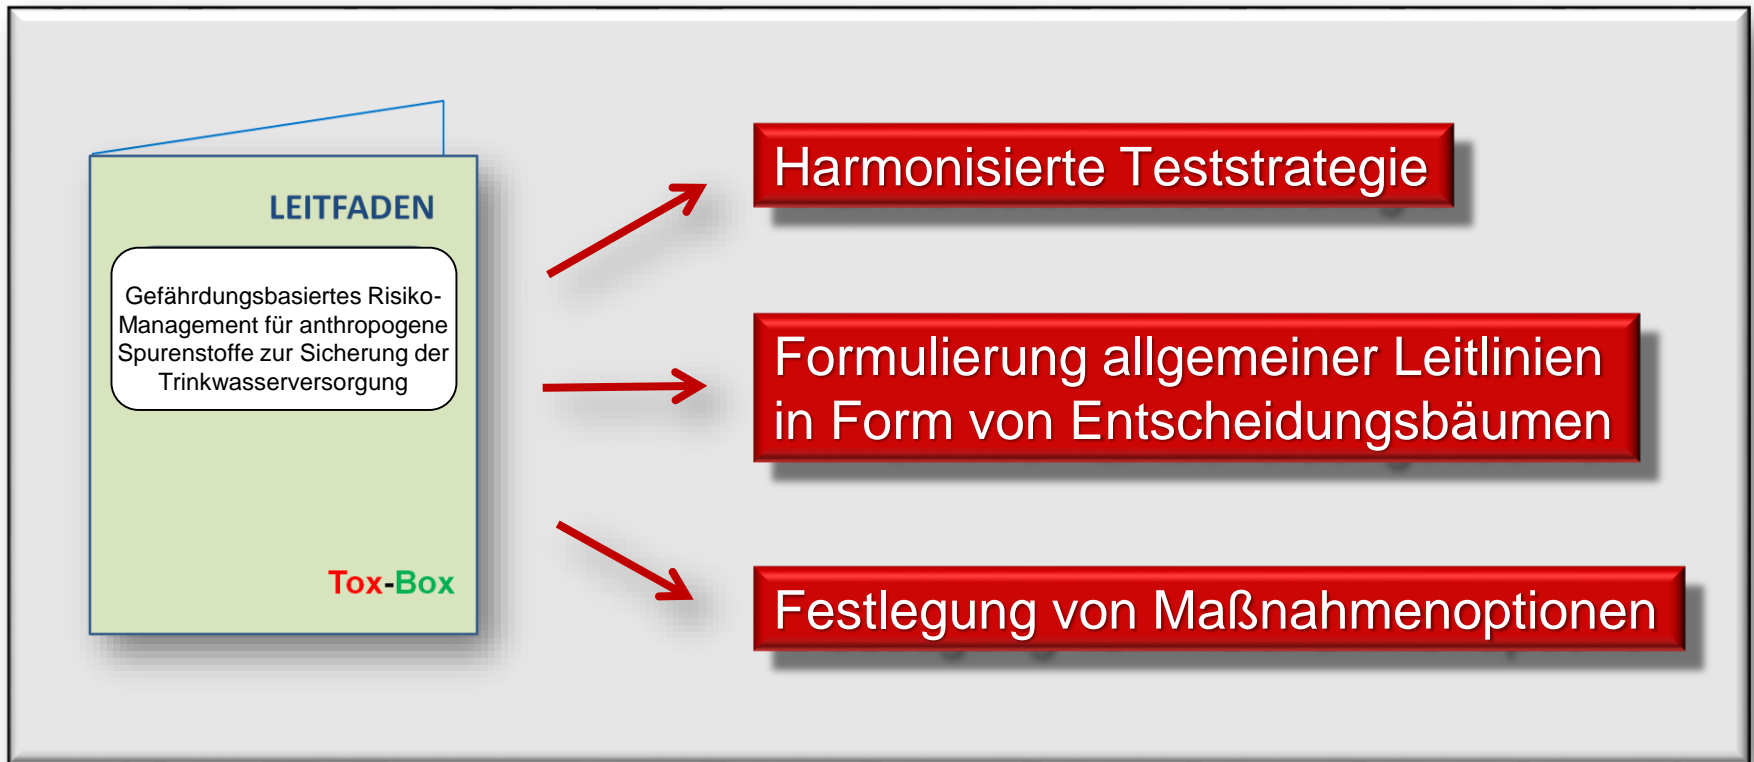 LEITFADEN
Gefährdungsbasiertes Risiko-
Management für anthropogene
Spurenstoffe zur Sicherung der
Trinkwasserversorgung
Tox-Box
Harmonisierte Teststrategie
Formulierung allgemeiner Leitlinien
in Form von Entscheidungsbäumen
Festlegung von Maßnahmenoptionen